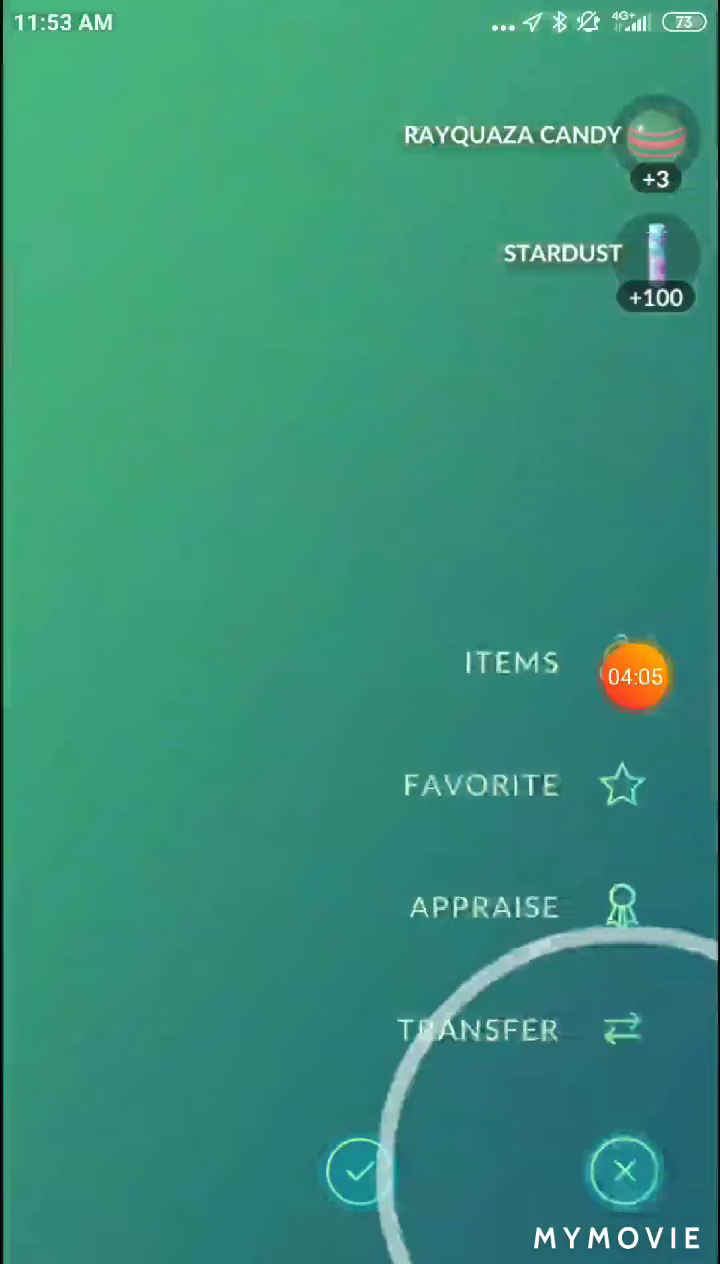 11:53 AM
4G+
73
RAYQUAZA CANDY
+3
STARDUST
+100
ITEMS
04:05
FAVORITE
APPRAISE
TRANSFER
MYMOVIE